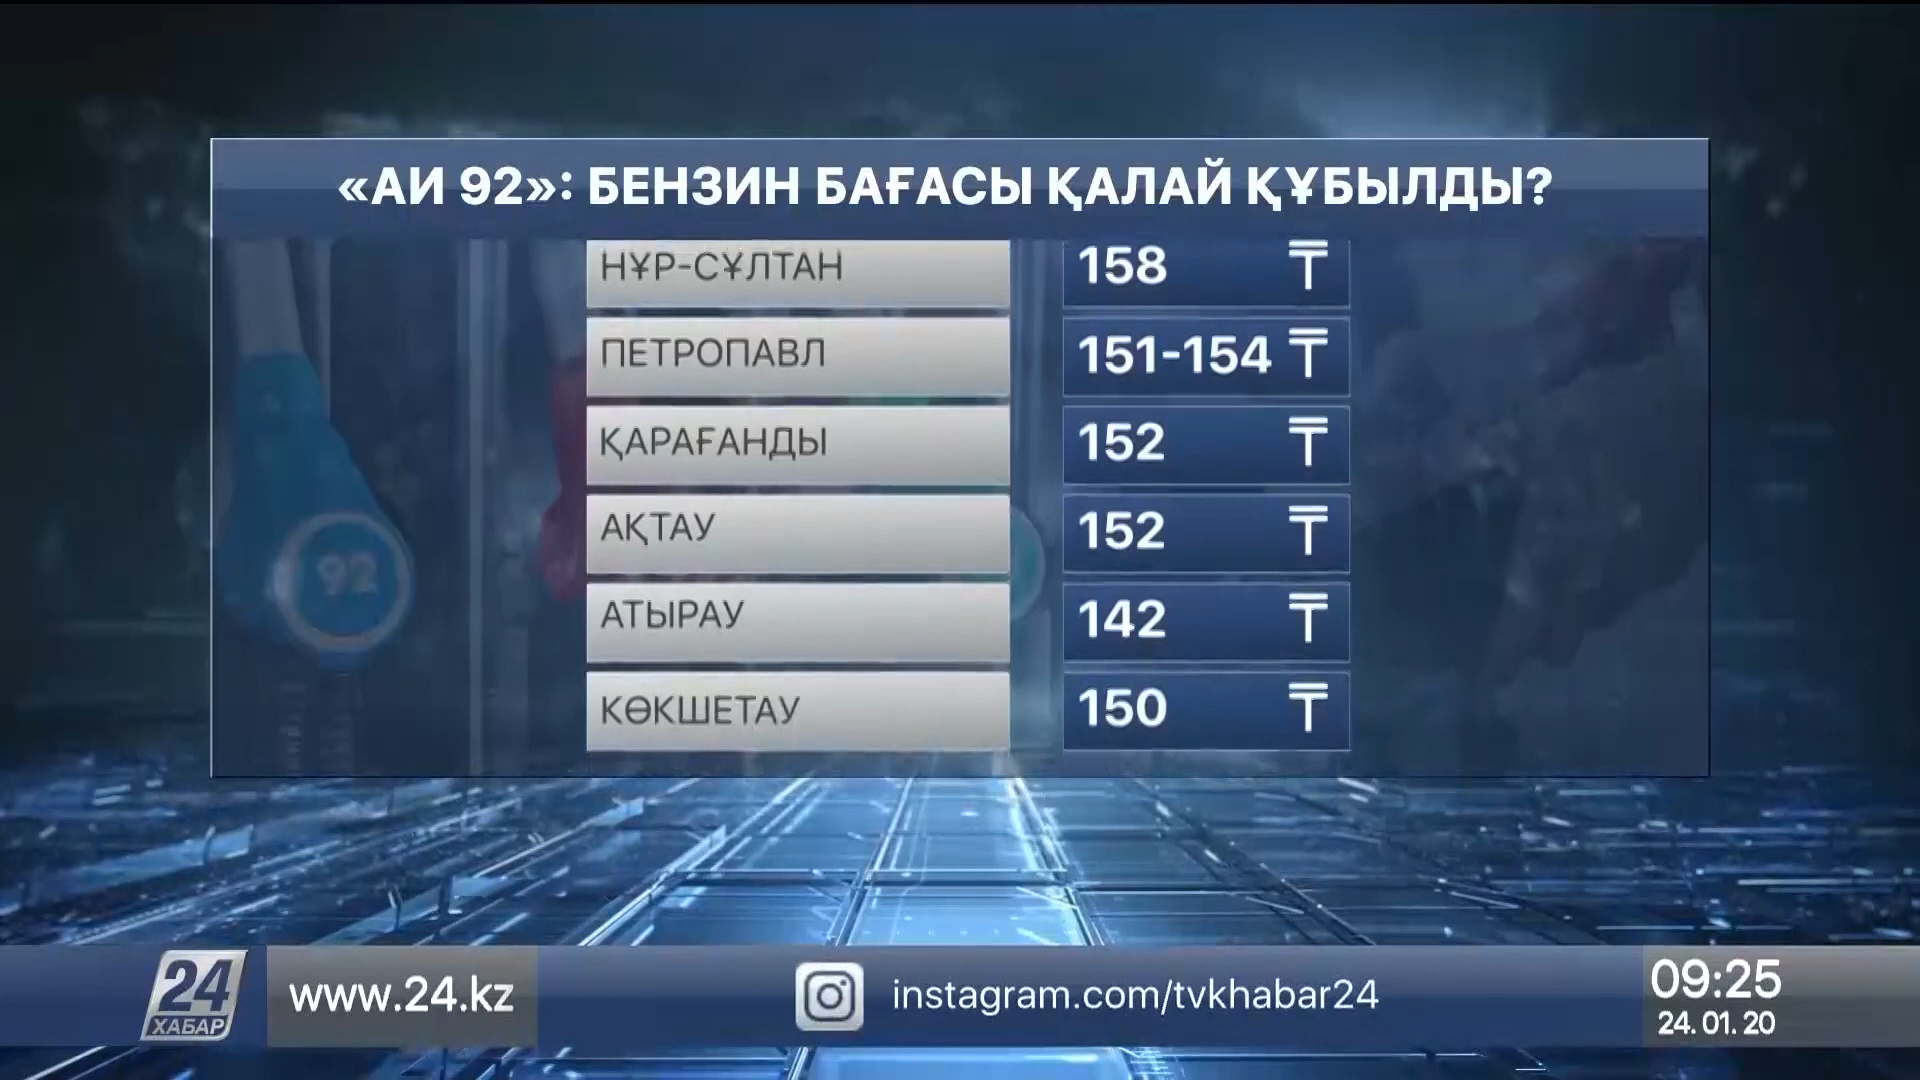 «АИ 92»: БЕНЗИН БАҒАСЫ ҚАЛАЙ ҚҰБЫЛДЫ?
НҰР-СҰЛТАН 158 ₸
ПЕТРОПАВЛ 151-154 ₸
ҚАРАҒАНДЫ 152 ₸
АҚТАУ 152 ₸
АТЫРАУ 142 ₸
КӨКШЕТАУ 150 ₸
92
24 ХАБАР
www.24.kz
instagram.com/tvkhabar24
09:25
24. 01. 20